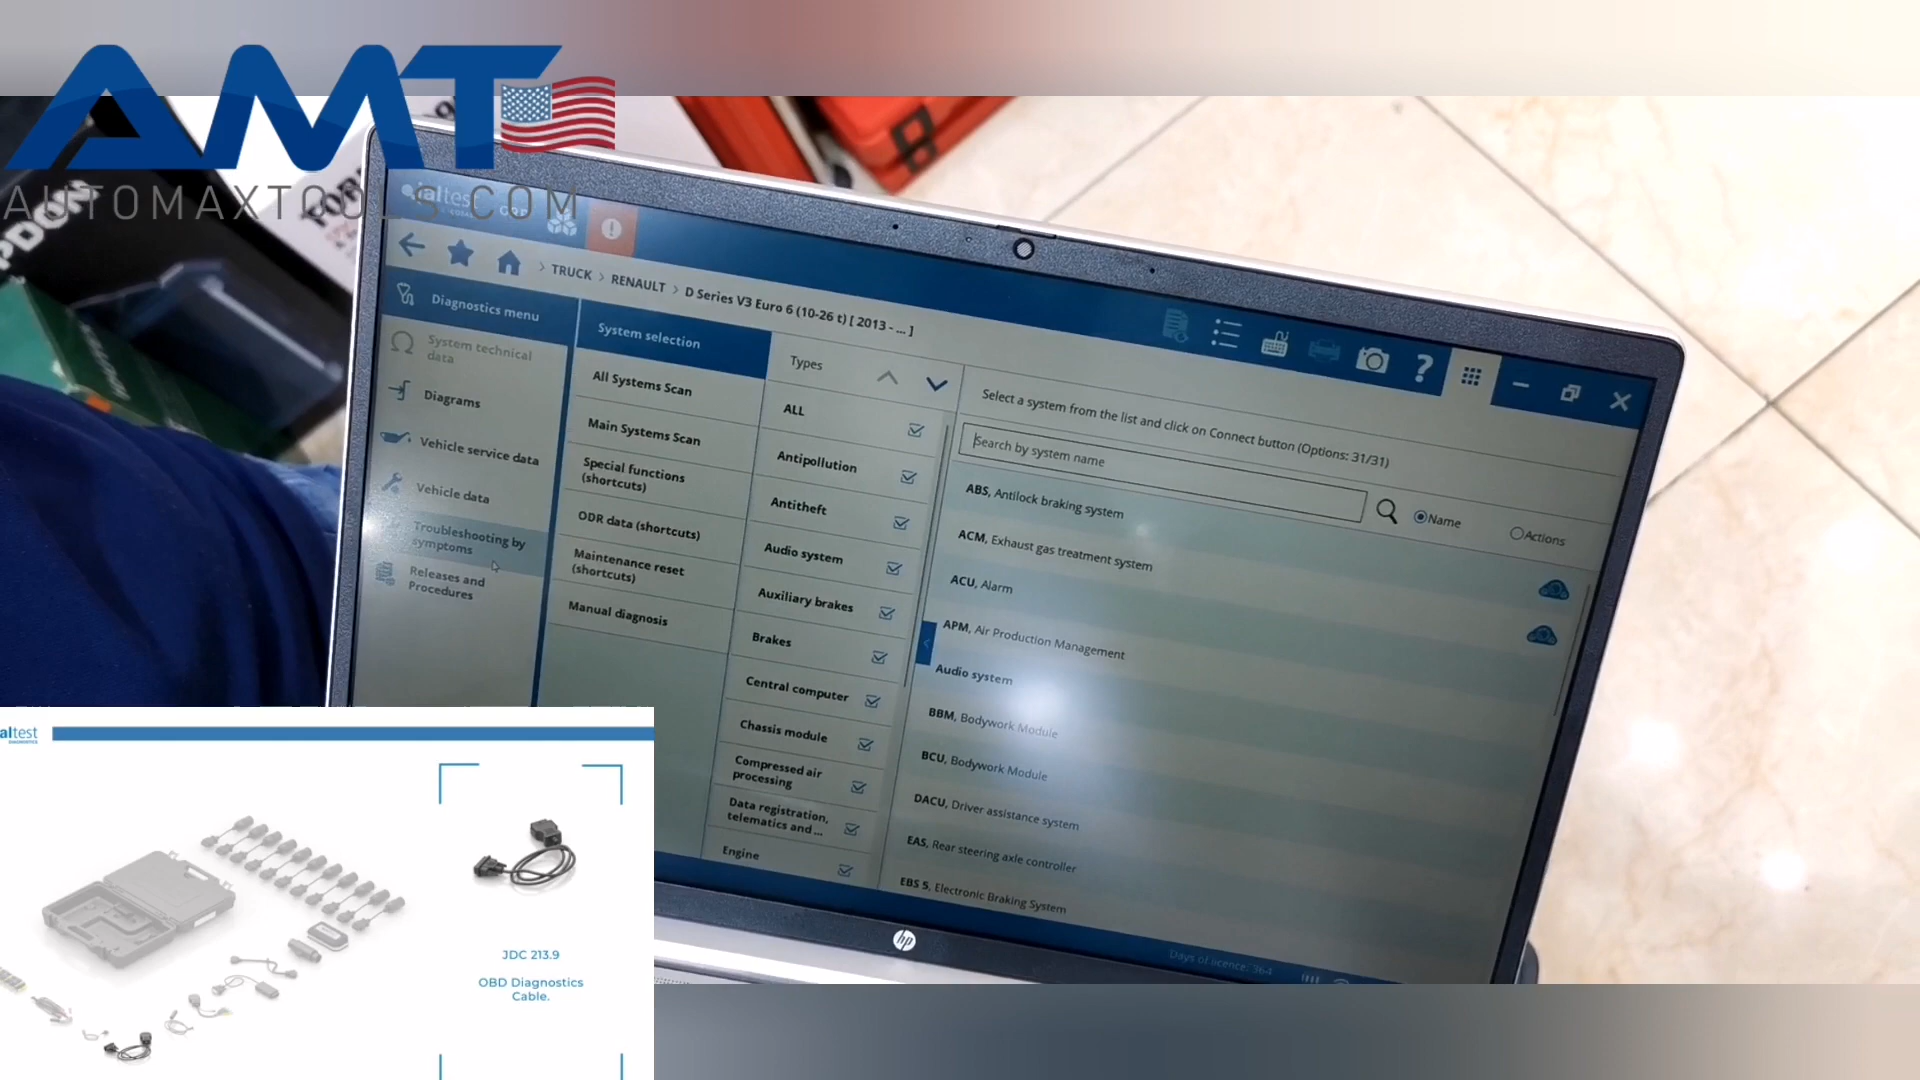 AMT
AUTOMAXTOOLS.COM
PDON
altest
TRUCK > RENAULT > D Series V3 Euro 6 (10-26 t) [ 2013 - ... ]
Diagnostics menu
System technical
data
Diagrams
Vehicle service data
Vehicle data
Troubleshooting by
symptoms
Releases and
Procedures
System selection
All Systems Scan
Main Systems Scan
Special functions
(shortcuts)
ODR data (shortcuts)
Maintenance reset
(shortcuts)
Manual diagnosis
Types
ALL
Antipollution
Antitheft
Audio system
Auxiliary brakes
Brakes
Central computer
Chassis module
Compressed air
processing
Data registration,
telematics and ...
Engine
?
Select a system from the list and click on Connect button (Options: 31/31)
Search by system name
Name
Actions
ABS, Antilock braking system
ACM, Exhaust gas treatment system
ACU, Alarm
APM, Air Production Management
Audio system
BBM, Bodywork Module
BCU, Bodywork Module
DACU, Driver assistance system
EAS, Rear steering axle controller
EBS 5, Electronic Braking System
Days of licence: 364
hp
altest
DIAGNOSTICS
JDC 213.9
OBD Diagnostics
Cable.